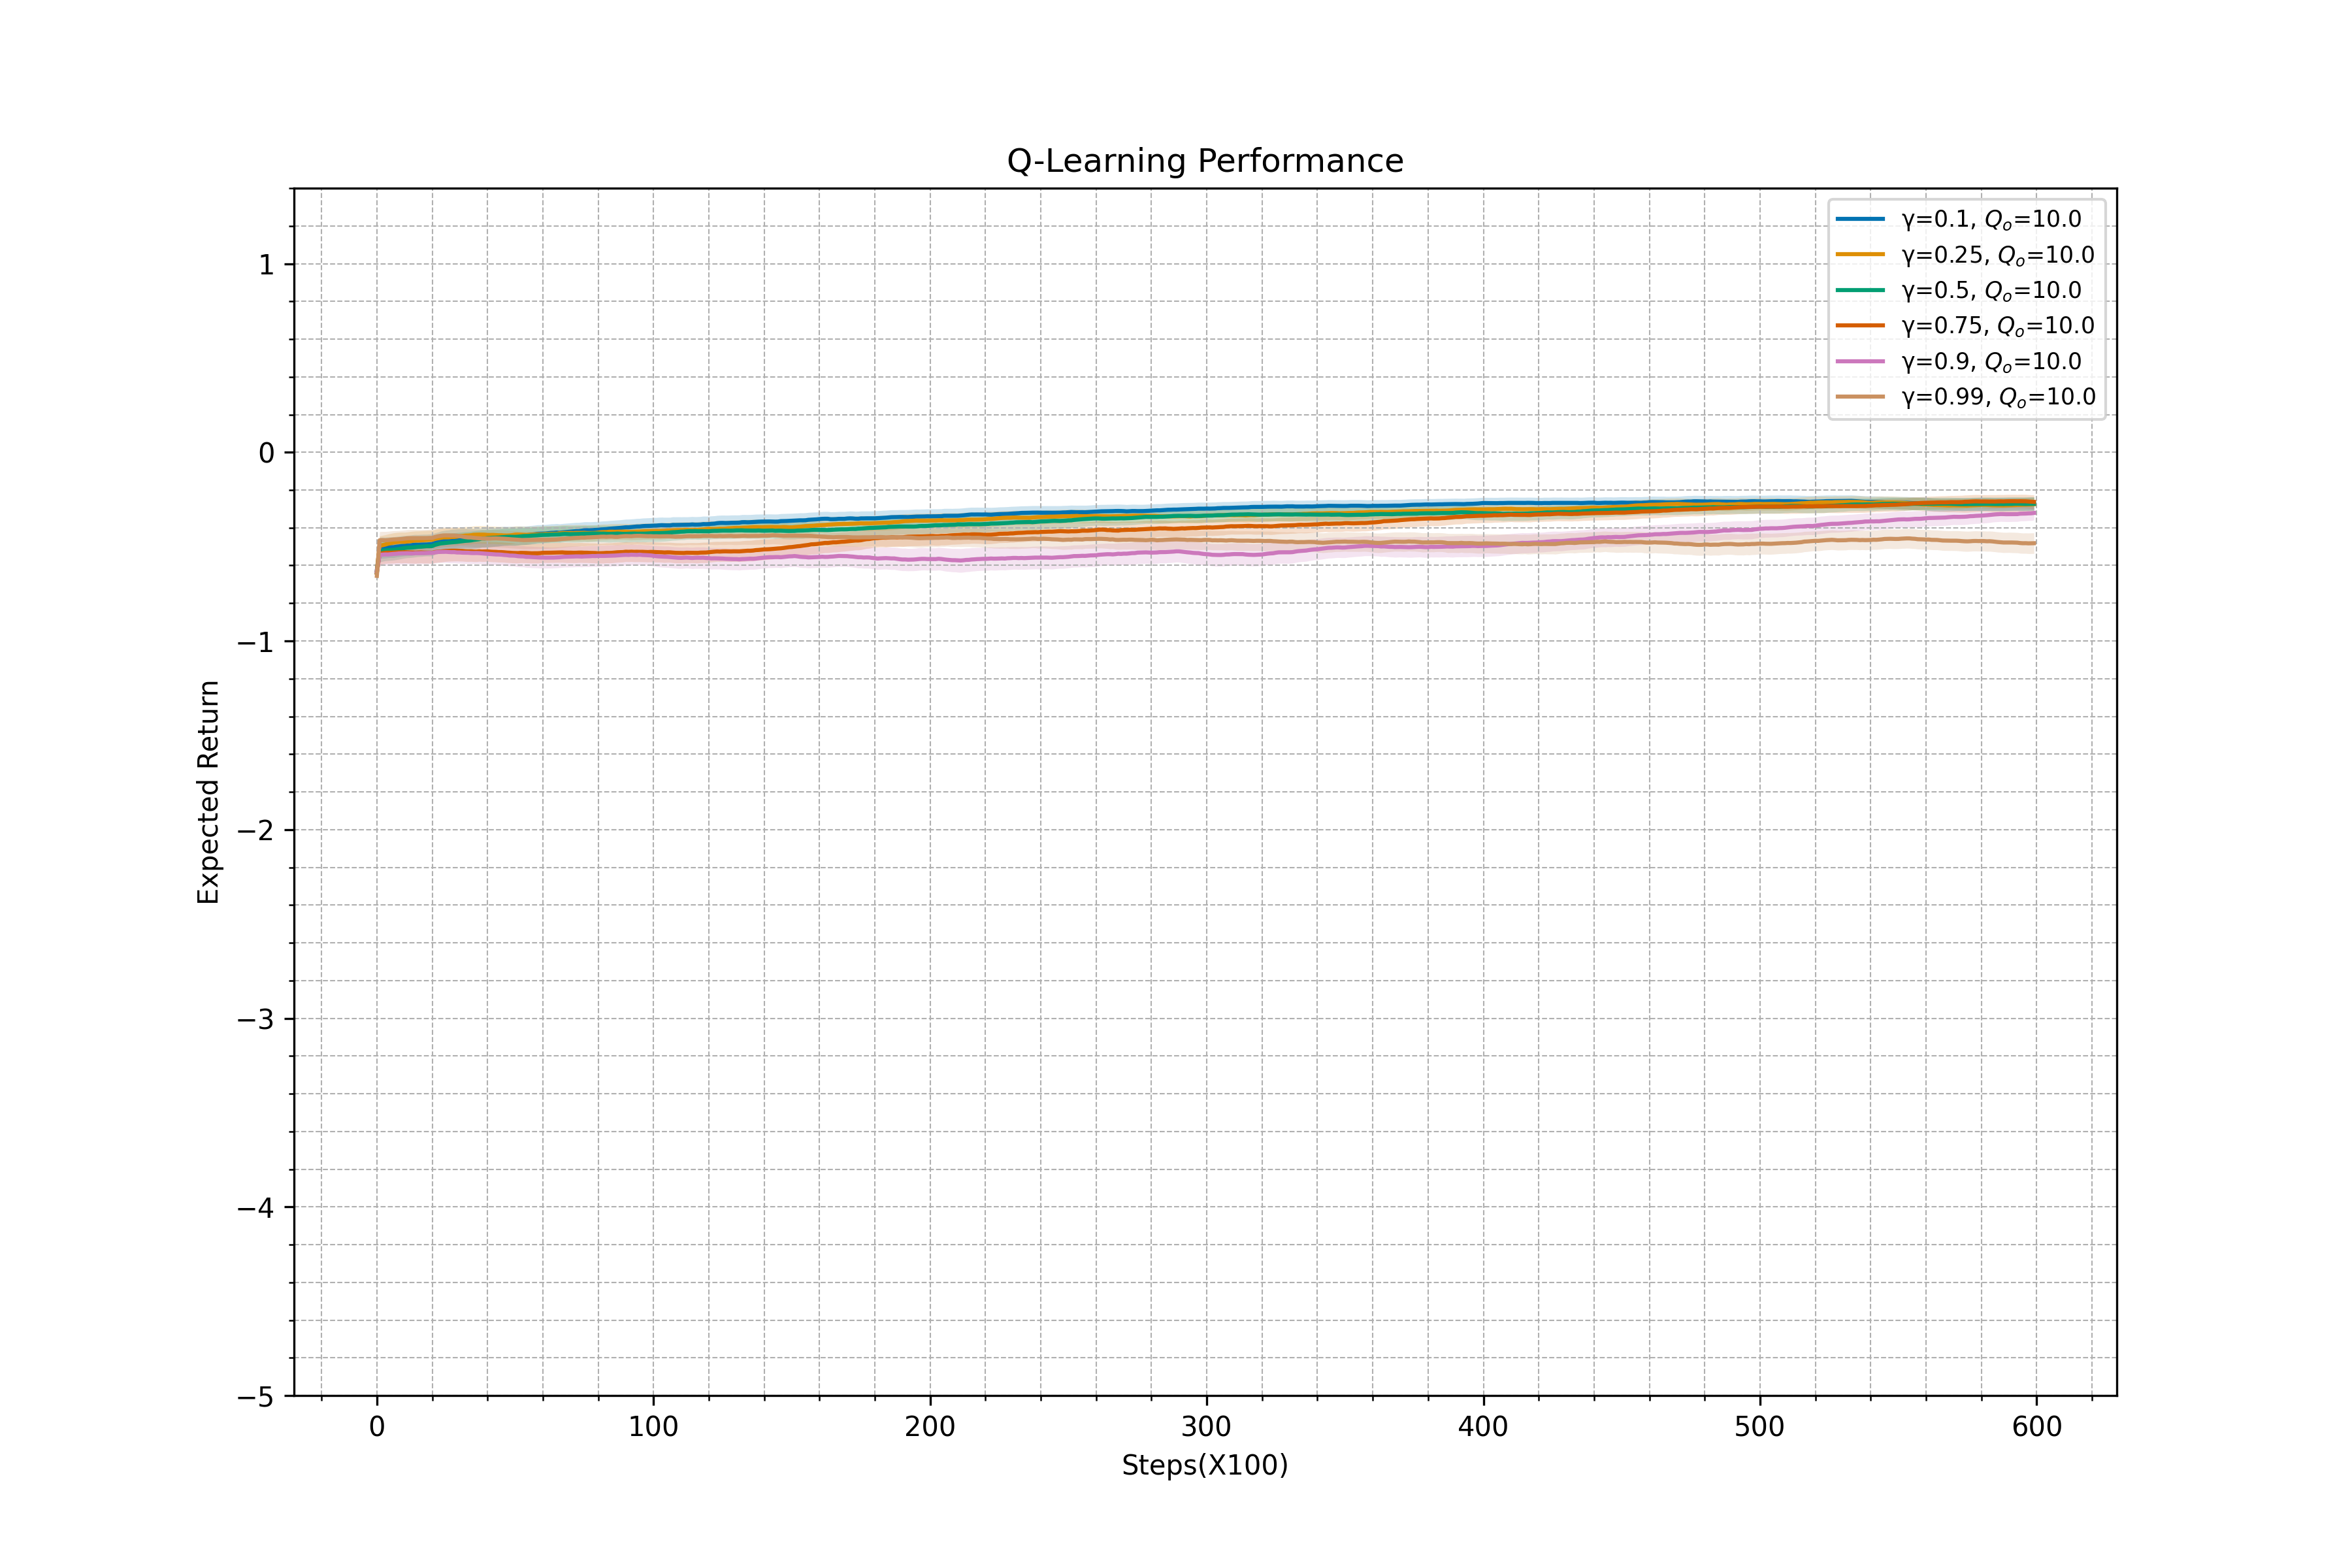 Q-Learning Performance
γ=0.1, Qₒ=10.0
γ=0.25, Qₒ=10.0
γ=0.5, Qₒ=10.0
γ=0.75, Qₒ=10.0
γ=0.9, Qₒ=10.0
γ=0.99, Qₒ=10.0
1
0
−1
−2
−3
−4
−5
Expected Return
0 100 200 300 400 500 600
Steps(X100)